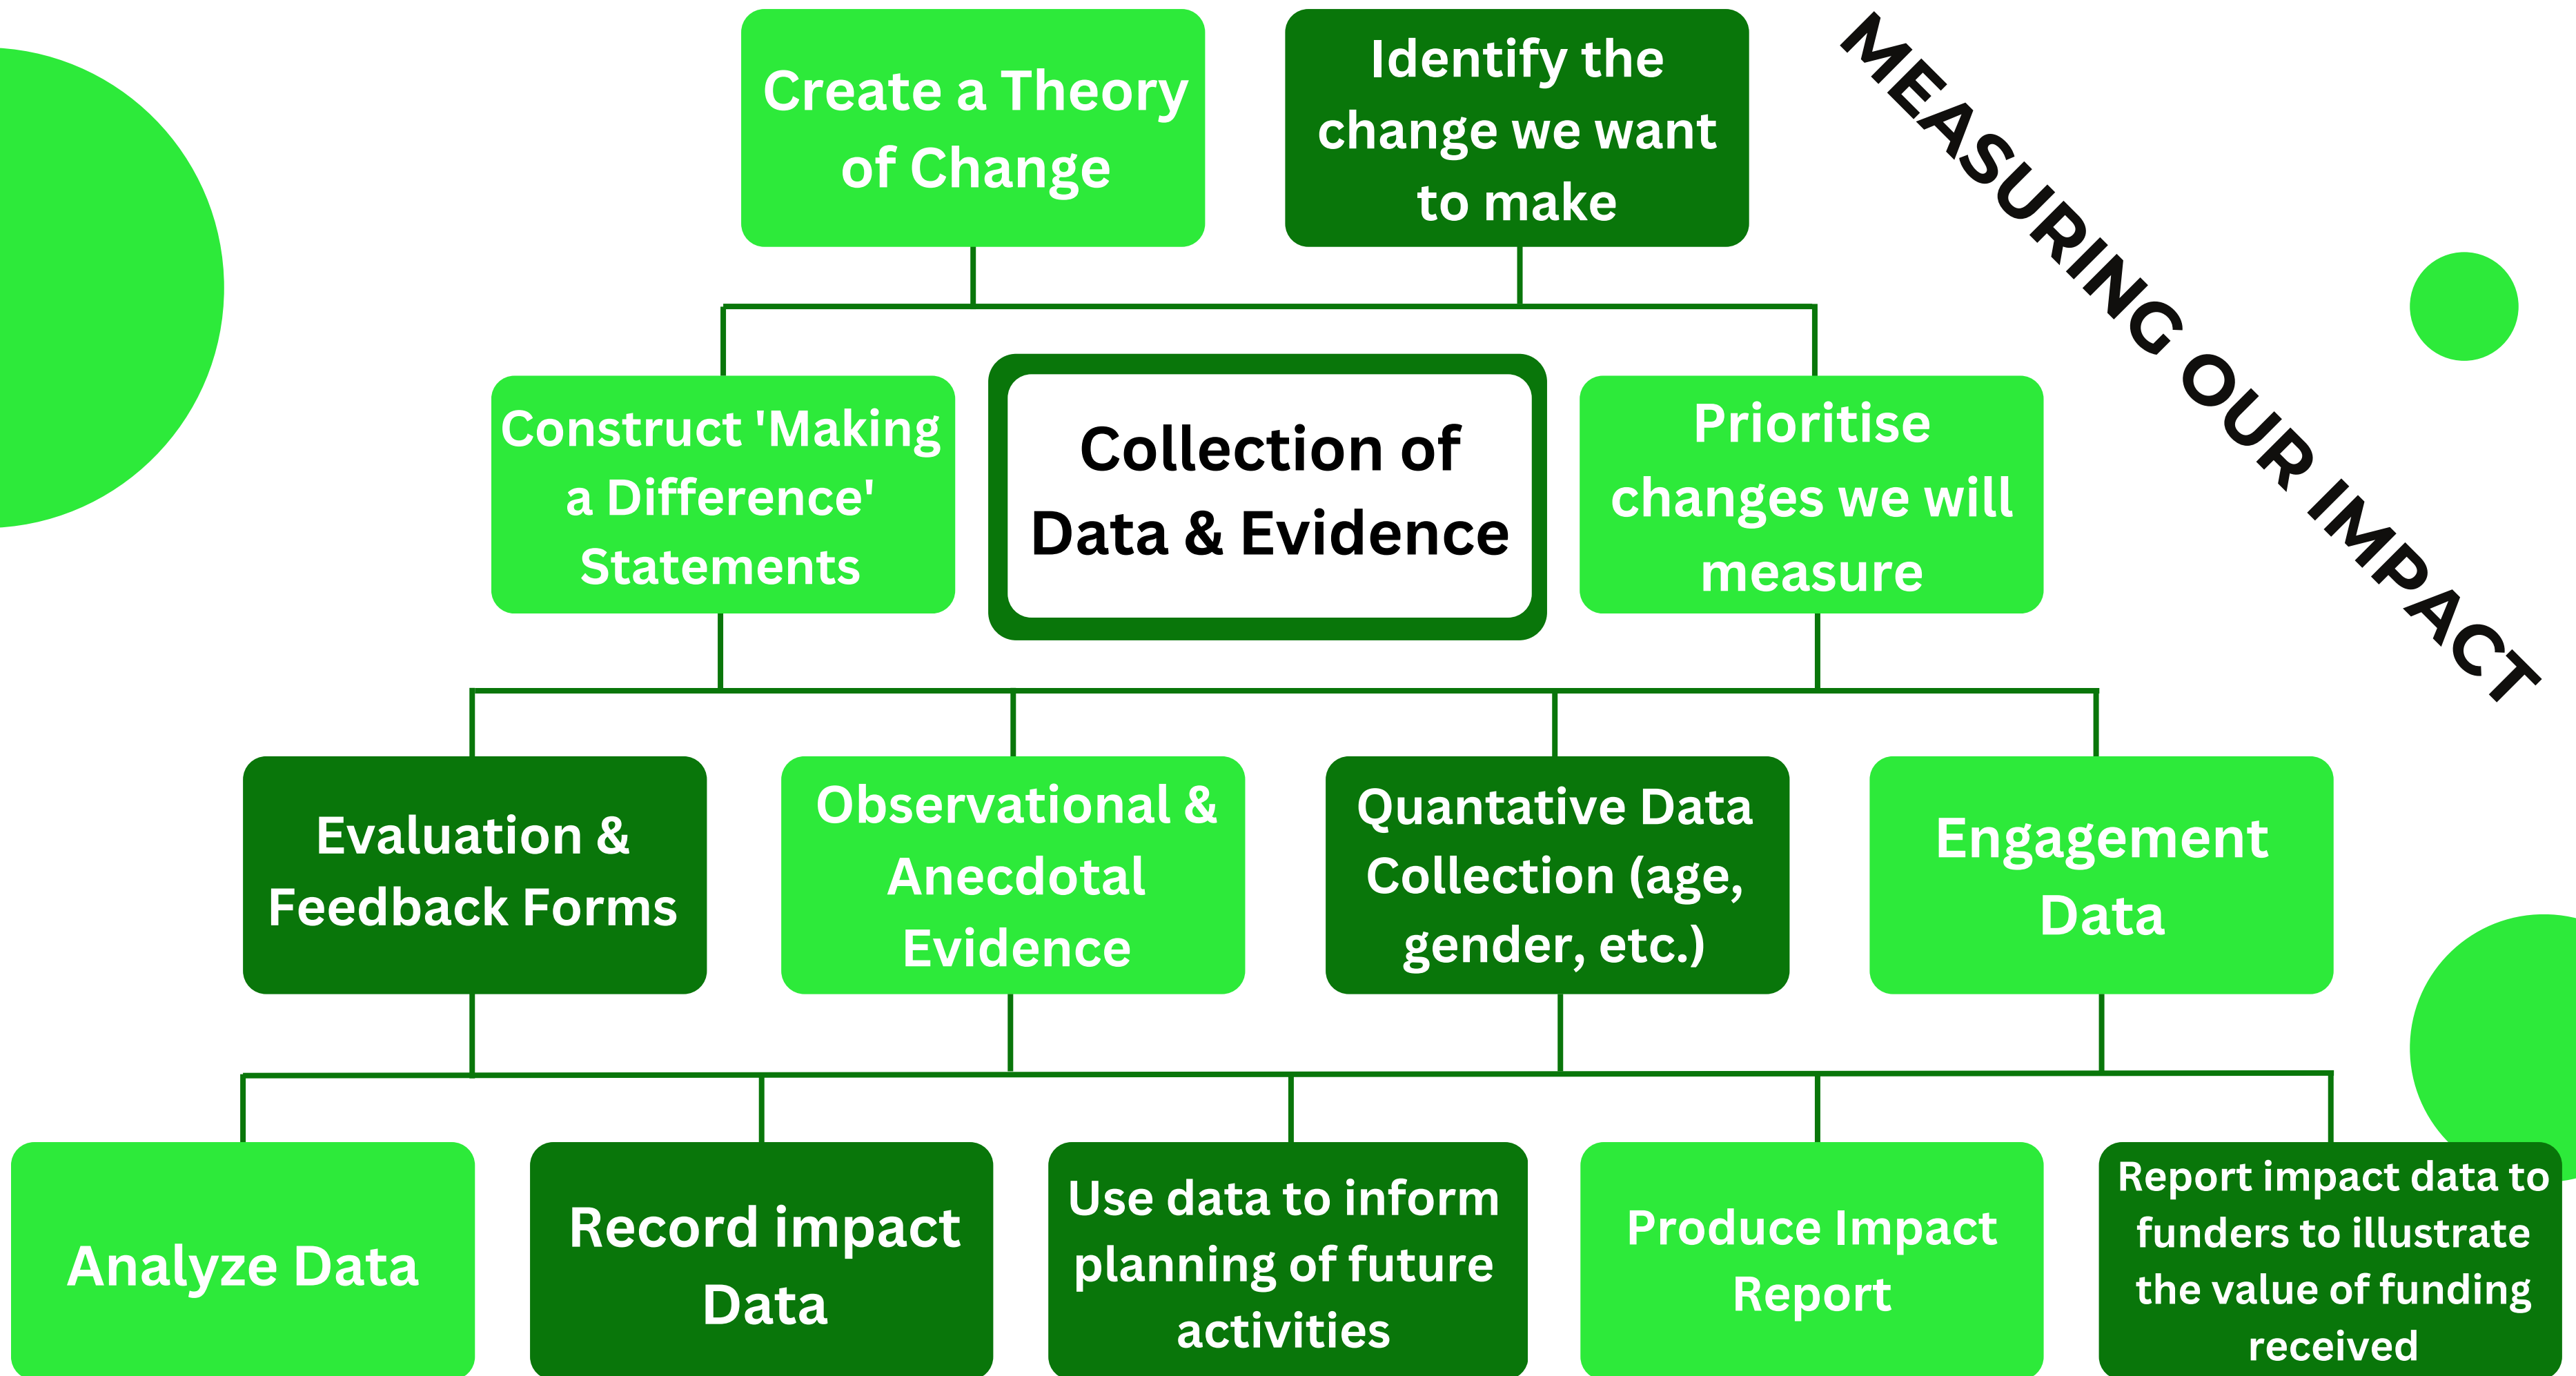 Create a Theory
of Change
Identify the
change we want
to make
MEASURING OUR IMPACT
Construct 'Making
a Difference'
Statements
Collection of
Data & Evidence
Prioritise
changes we will
measure
Evaluation &
Feedback Forms
Observational &
Anecdotal
Evidence
Quantative Data
Collection (age,
gender, etc.)
Engagement
Data
Analyze Data
Record impact
Data
Use data to inform
planning of future
activities
Produce Impact
Report
Report impact data to
funders to illustrate
the value of funding
received